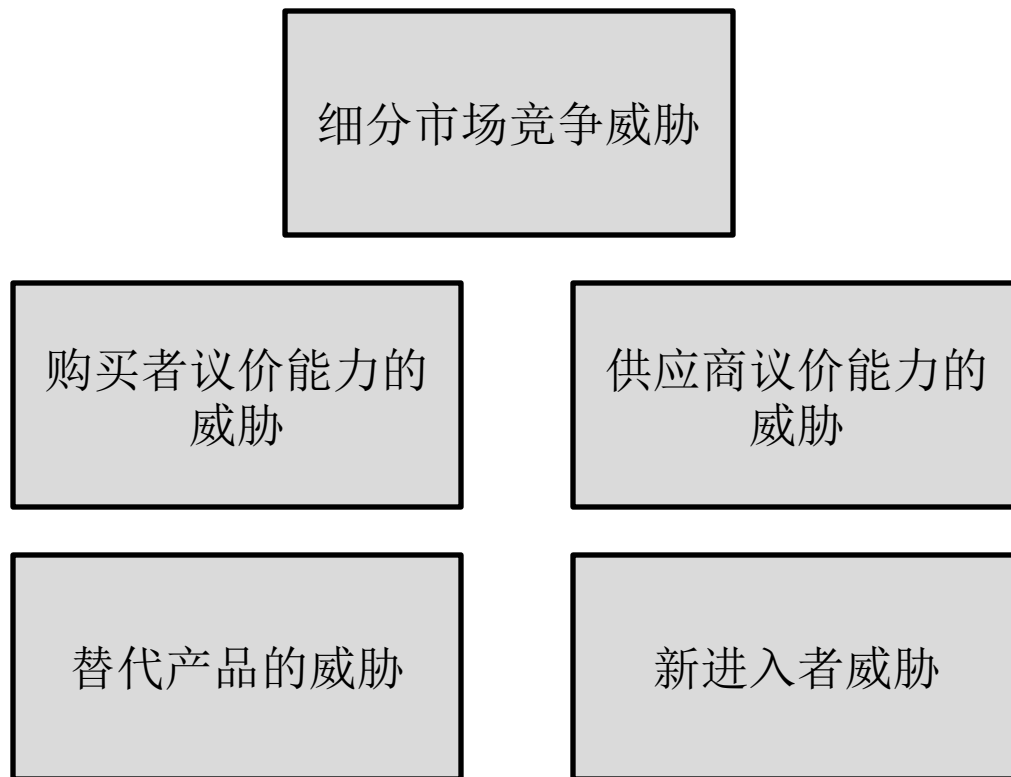 细分市场竞争威胁
购买者议价能力的
威胁
供应商议价能力的
威胁
替代产品的威胁
新进入者威胁